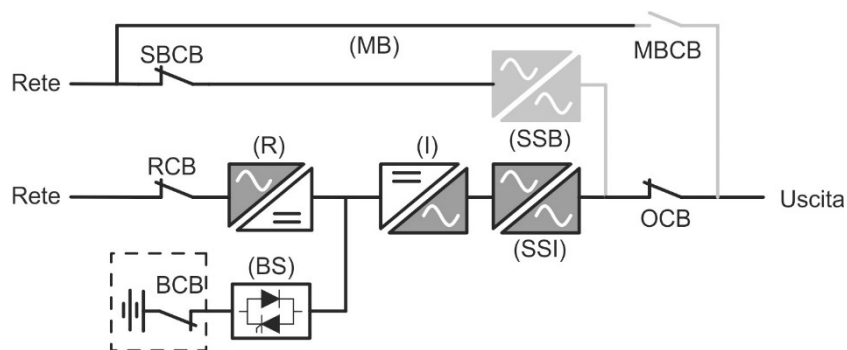 (MB)
SBCB
MBCB
Rete
(SSB)
RCB
(R)
(I)
Rete
Uscita
OCB
(SSI)
(BS)
BCB